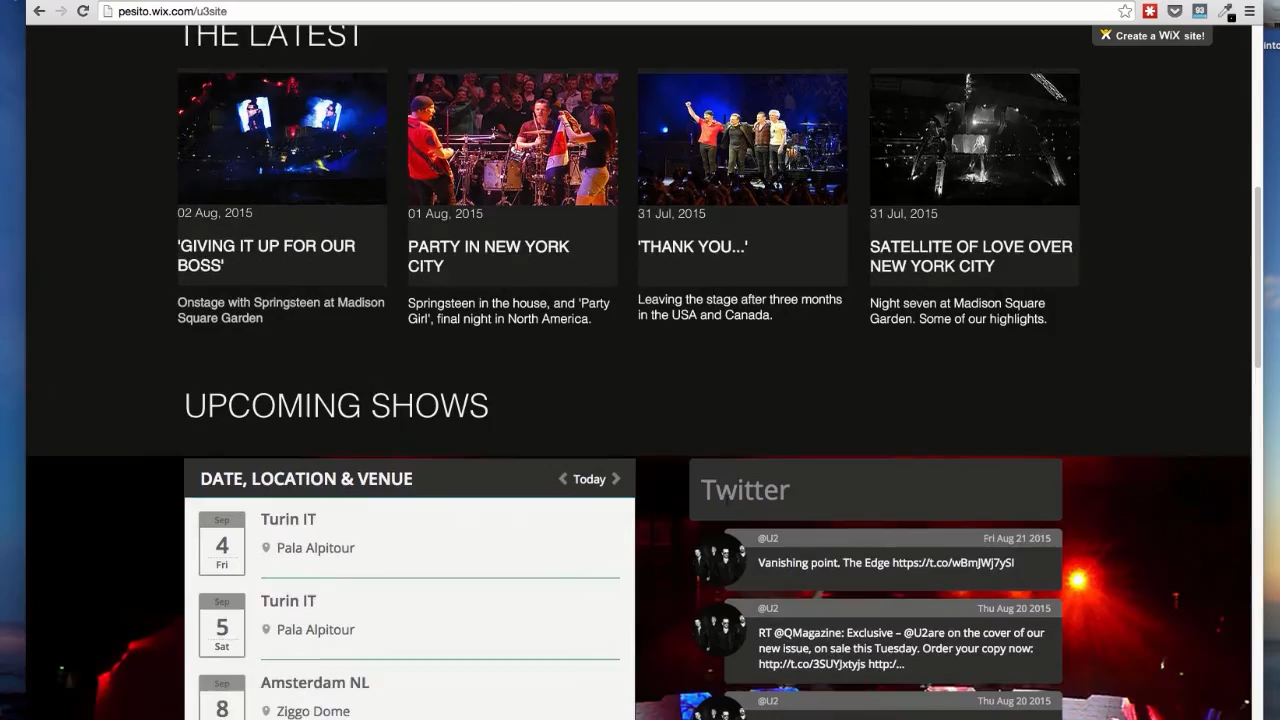 pesito.wix.com/u3site
93
THE LATEST
Create a WiX site!
02 Aug, 2015
'GIVING IT UP FOR OUR
BOSS'
Onstage with Springsteen at Madison
Square Garden
01 Aug, 2015
PARTY IN NEW YORK
CITY
Springsteen in the house, and 'Party
Girl', final night in North America.
31 Jul, 2015
'THANK YOU...'
Leaving the stage after three months
in the USA and Canada.
31 Jul, 2015
SATELLITE OF LOVE OVER
NEW YORK CITY
Night seven at Madison Square
Garden. Some of our highlights.
UPCOMING SHOWS
DATE, LOCATION & VENUE
Today
Sep
4
Fri
Turin IT
Pala Alpitour
Sep
5
Sat
Turin IT
Pala Alpitour
Sep
8
Amsterdam NL
Ziggo Dome
Twitter
@U2
Fri Aug 21 2015
Vanishing point. The Edge https://t.co/wBmJWj7ySl
@U2
Thu Aug 20 2015
RT @QMagazine: Exclusive – @U2are on the cover of our
new issue, on sale this Tuesday. Order your copy now:
http://t.co/3SUYJxtyjs http:/...
@U2
Thu Aug 20 2015